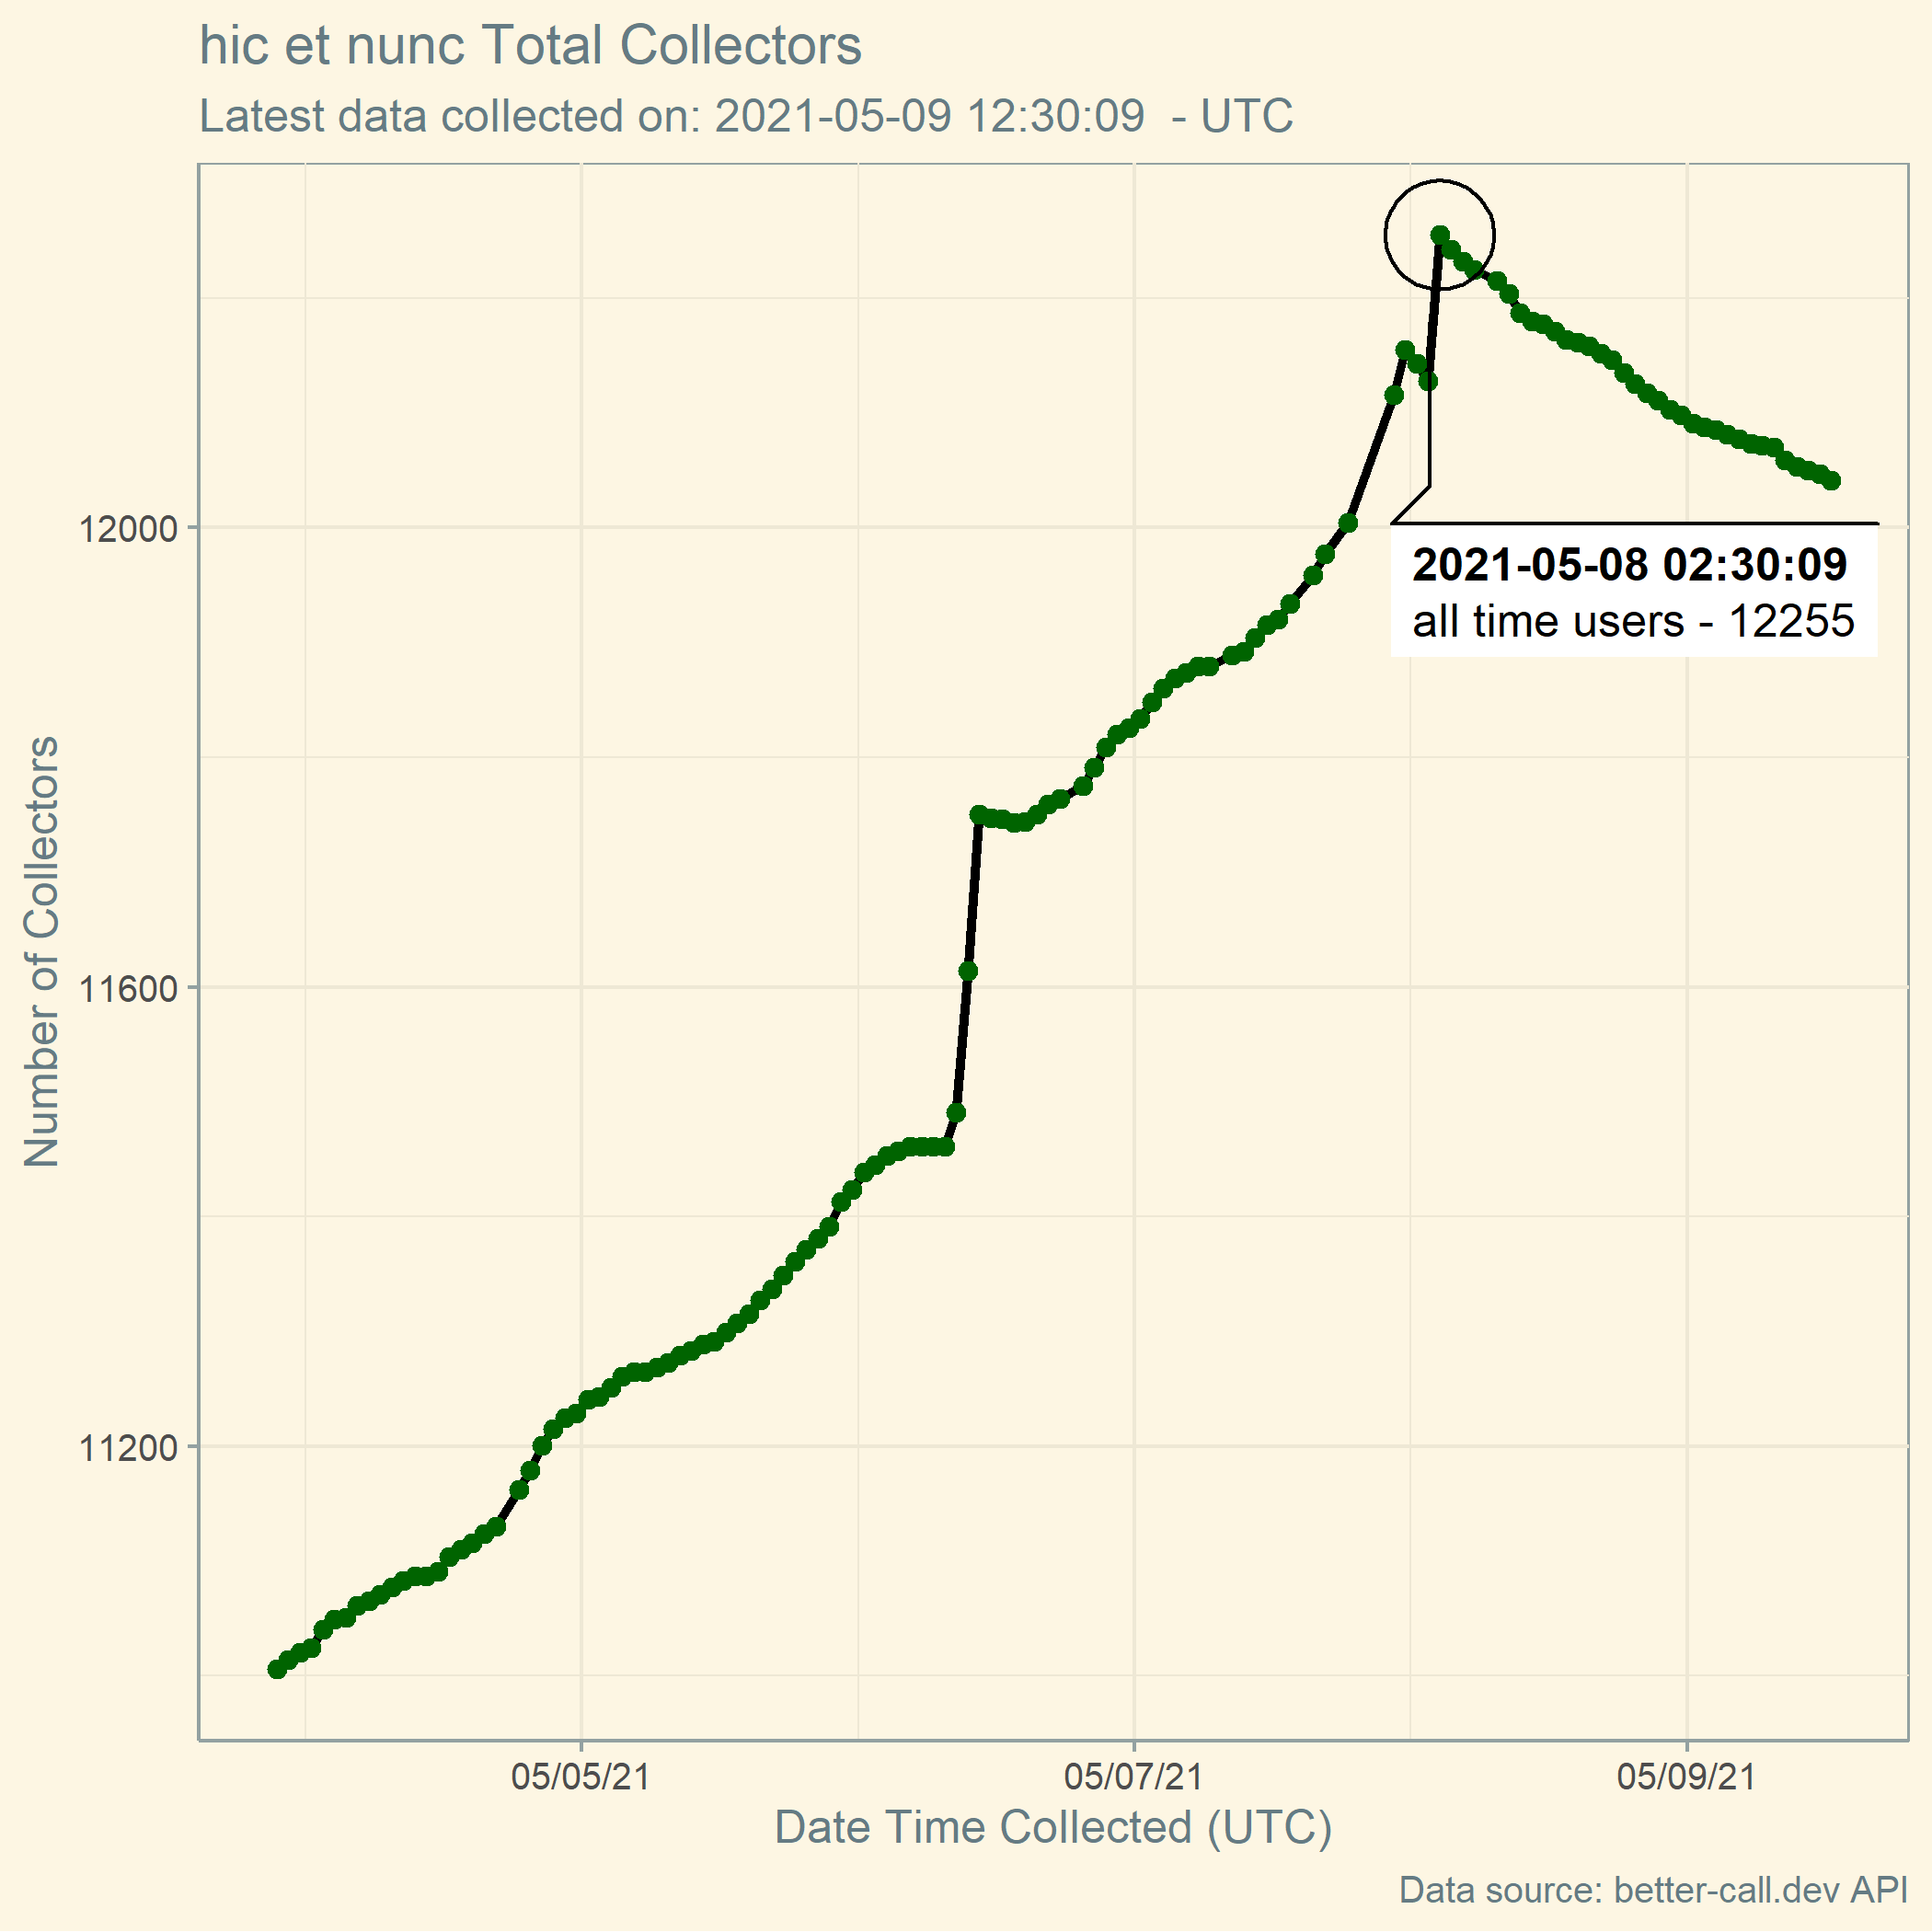 hic et nunc Total Collectors
Latest data collected on: 2021-05-09 12:30:09  - UTC
Number of Collectors
12000
11600
11200
2021-05-08 02:30:09
all time users - 12255
05/05/21
05/07/21
05/09/21
Date Time Collected (UTC)
Data source: better-call.dev API